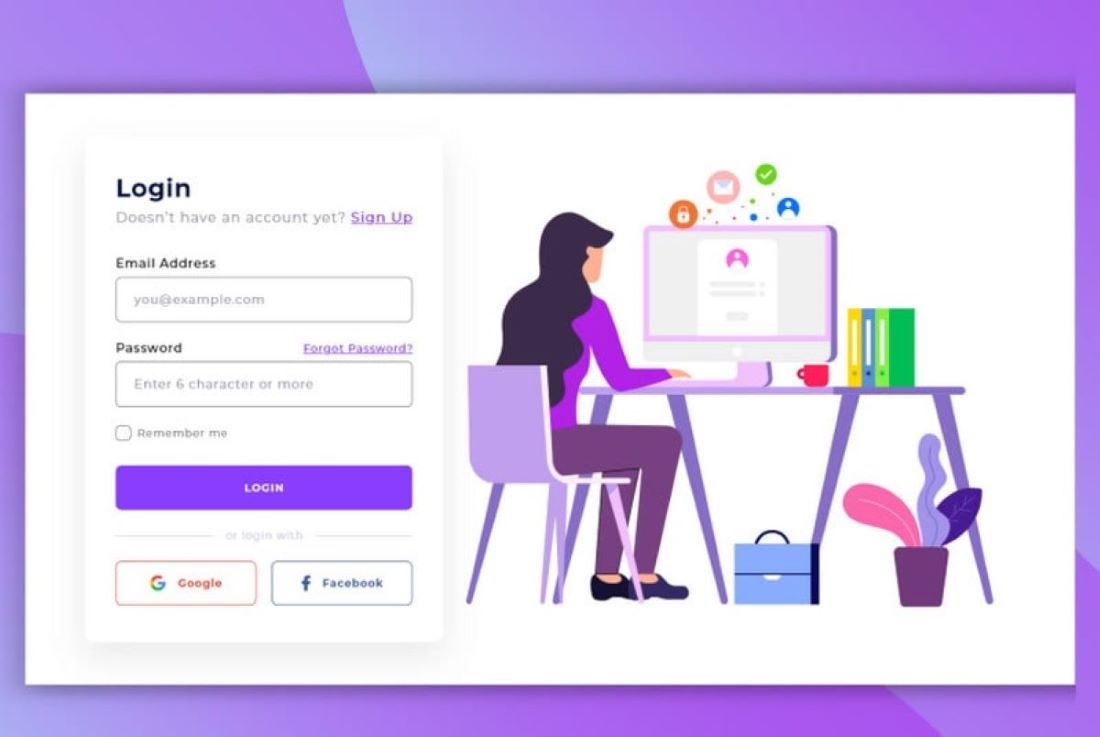 Login
Doesn't have an account yet? Sign Up
Email Address
you@example.com
Password Forgot Password?
Enter 6 character or more
Remember me
LOGIN
or login with
Google Facebook